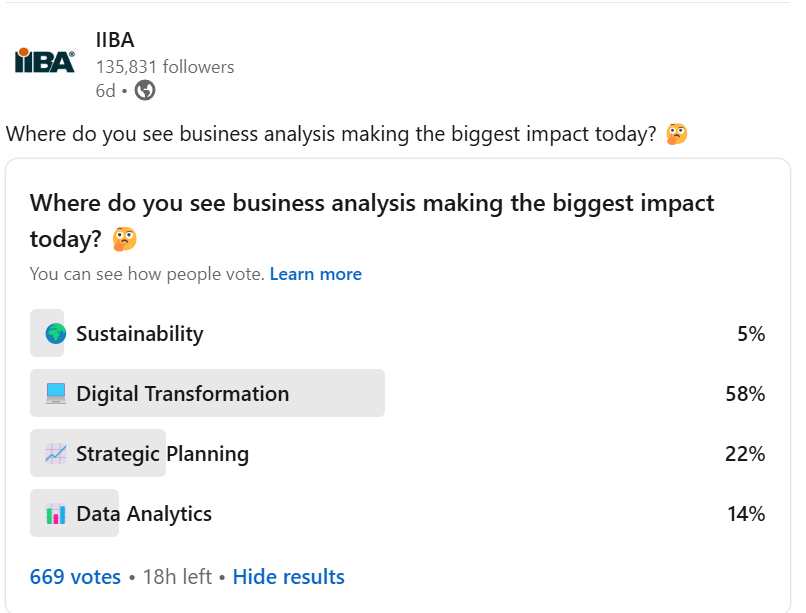 IIBA®
IIBA
135,831 followers
6d •
Where do you see business analysis making the biggest impact today? 🤔
Where do you see business analysis making the biggest impact
today? 🤔
You can see how people vote. Learn more
🌍 Sustainability 5%
💻 Digital Transformation 58%
📈 Strategic Planning 22%
📊 Data Analytics 14%
669 votes • 18h left • Hide results